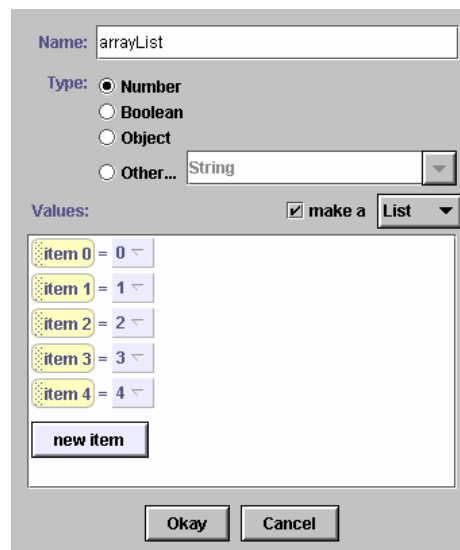 Name: arrayList
Type: Number
Boolean
Object
Other... String
Values: make a List
item 0 = 0
item 1 = 1
item 2 = 2
item 3 = 3
item 4 = 4
new item
Okay Cancel